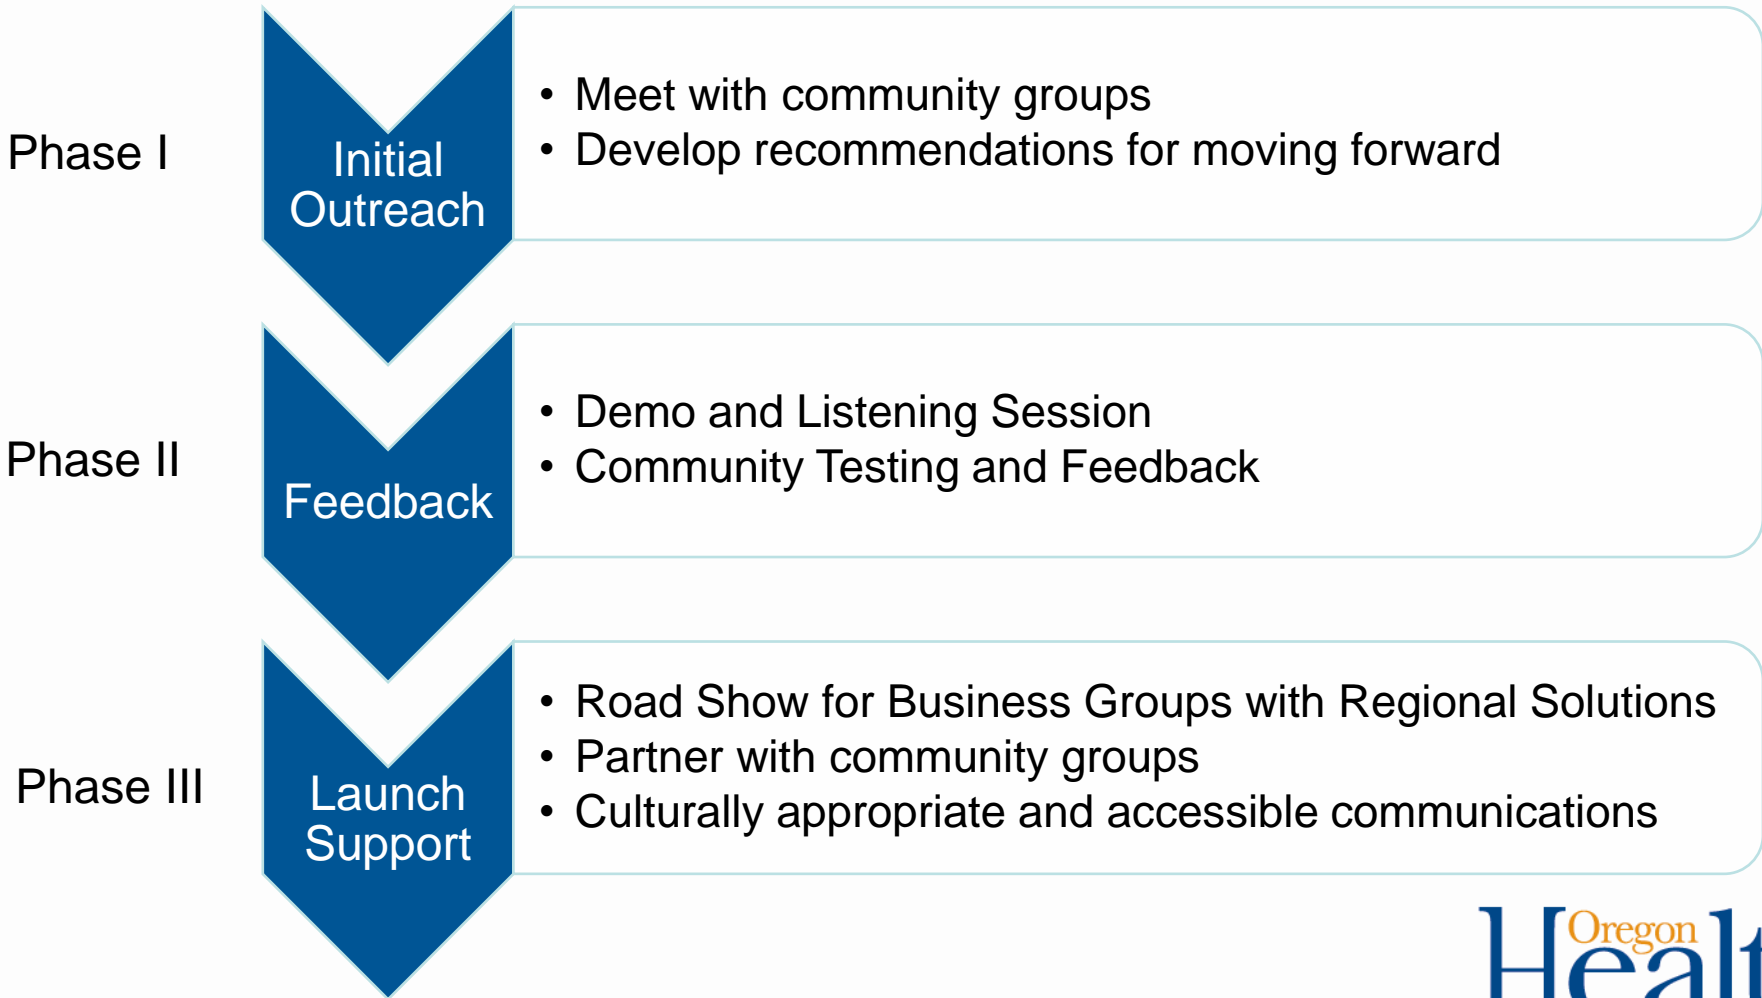 Phase I
Initial
Outreach
• Meet with community groups
• Develop recommendations for moving forward
Phase II
Feedback
• Demo and Listening Session
• Community Testing and Feedback
Phase III
Launch
Support
• Road Show for Business Groups with Regional Solutions
• Partner with community groups
• Culturally appropriate and accessible communications
Oregon